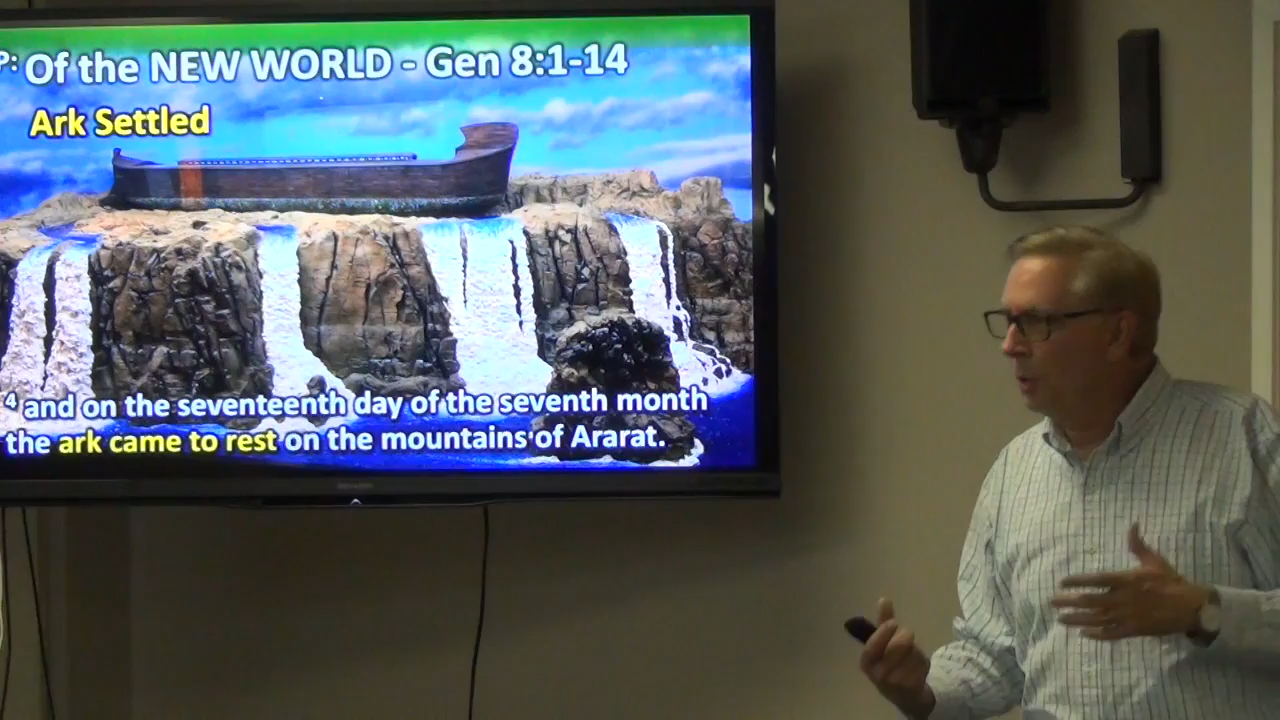 P: Of the NEW WORLD - Gen 8:1-14
Ark Settled
4 and on the seventeenth day of the seventh month
the ark came to rest on the mountains of Ararat.